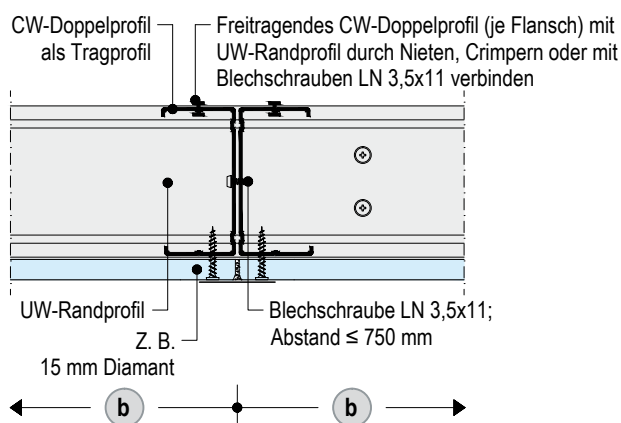 CW-Doppelprofil
als Tragprofil
Freitragendes CW-Doppelprofil (je Flansch) mit
UW-Randprofil durch Nieten, Crimpern oder mit
Blechschrauben LN 3,5x11 verbinden
UW-Randprofil
Z. B.
15 mm Diamant
Blechschraube LN 3,5x11;
Abstand ≤ 750 mm
b
b